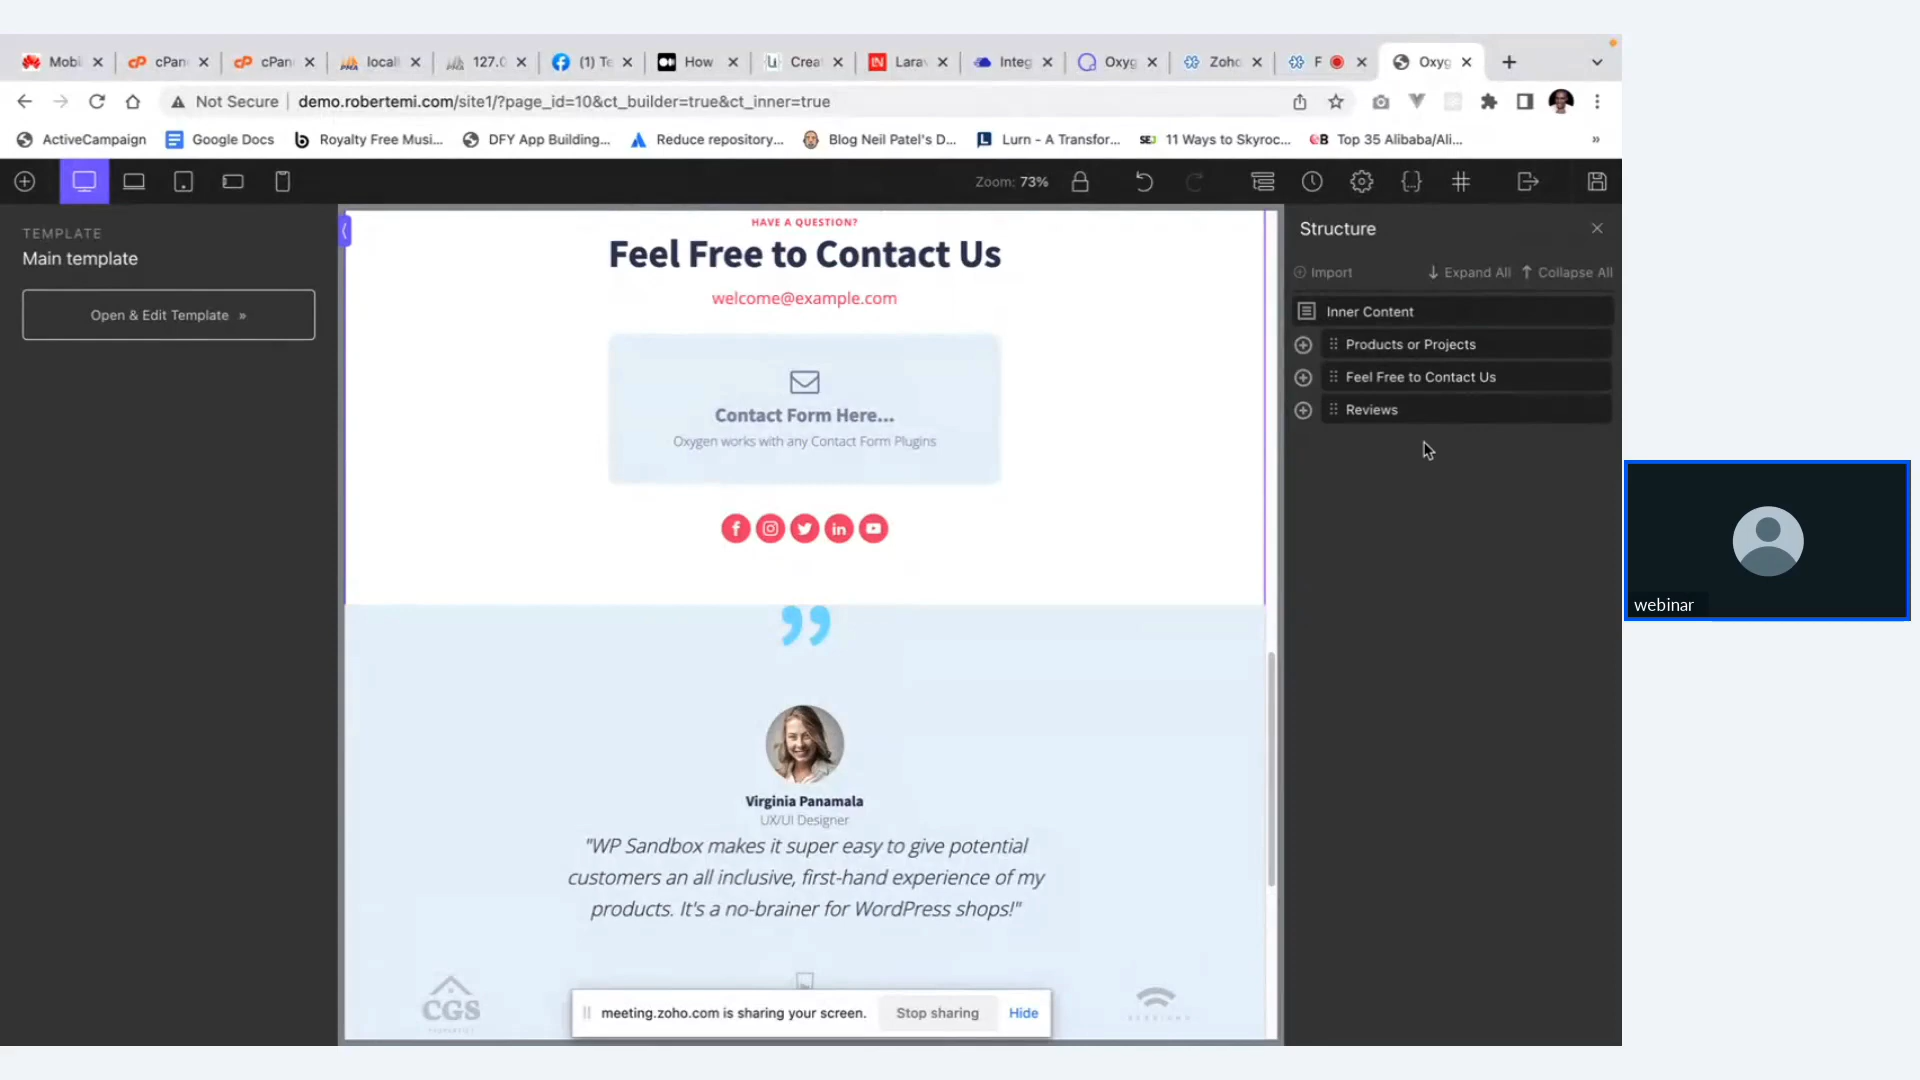 Mobi
cPan
cPan
locall
127.0
(1) Te
How
Crea
Larav
Integ
Oxyg
Zoho
F
Oxyg
Not Secure
demo.robertemi.com/site1/?page_id=10&ct_builder=true&ct_inner=true
ActiveCampaign
Google Docs
Royalty Free Musi...
DFY App Building...
Reduce repository...
Blog Neil Patel's D...
Lurn - A Transfor...
11 Ways to Skyroc...
Top 35 Alibaba/Ali...
Zoom: 73%
TEMPLATE
Main template
Open & Edit Template »
HAVE A QUESTION?
Feel Free to Contact Us
welcome@example.com
Contact Form Here...
Oxygen works with any Contact Form Plugins
Virginia Panamala
UX/UI Designer
"WP Sandbox makes it super easy to give potential
customers an all inclusive, first-hand experience of my
products. It's a no-brainer for WordPress shops!"
CGS
meeting.zoho.com is sharing your screen.
Stop sharing
Hide
Structure
Import
Expand All
Collapse All
Inner Content
Products or Projects
Feel Free to Contact Us
Reviews
webinar